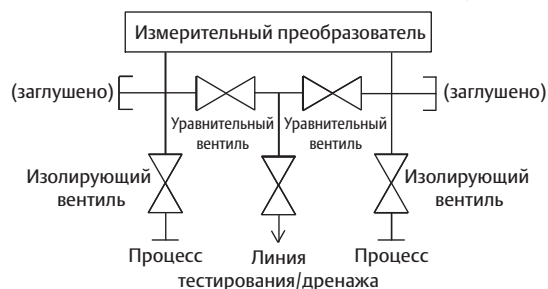 Измерительный преобразователь
(заглушено)
(заглушено)
Уравнительный
вентиль
Уравнительный
вентиль
Изолирующий
вентиль
Изолирующий
вентиль
Процесс
Линия
тестирования/дренажа
Процесс